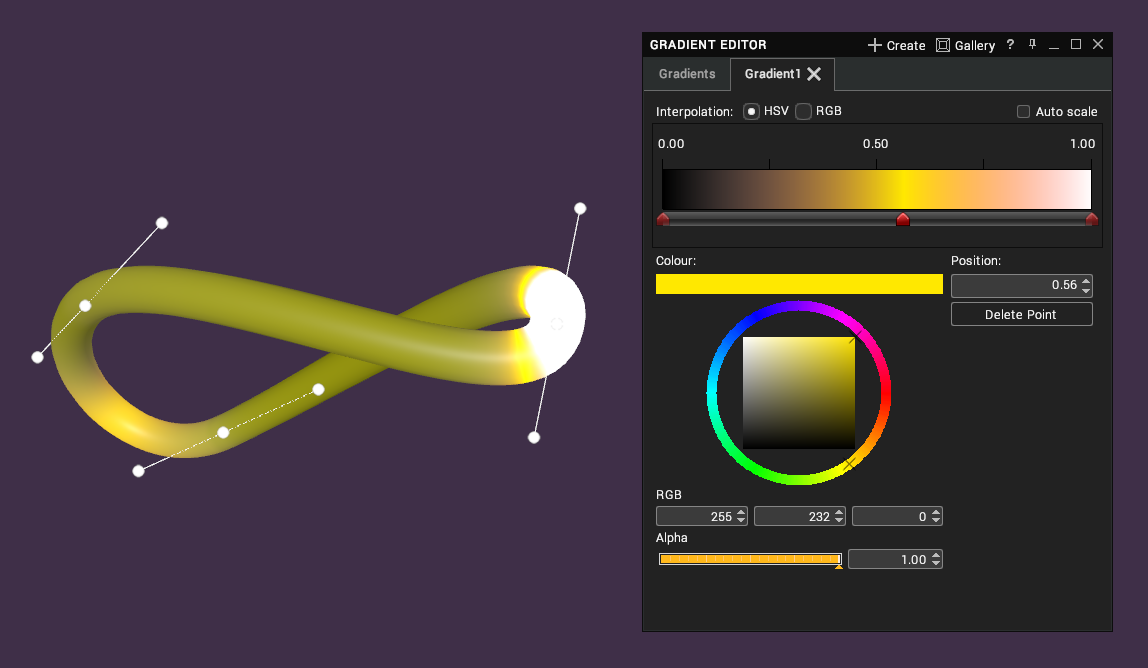 GRADIENT EDITOR Create Gallery ?
Gradients Gradient1
Interpolation: HSV RGB Auto scale
0.00 0.50 1.00
Colour: Position:
0.56
Delete Point
RGB
255 232 0
Alpha
1.00